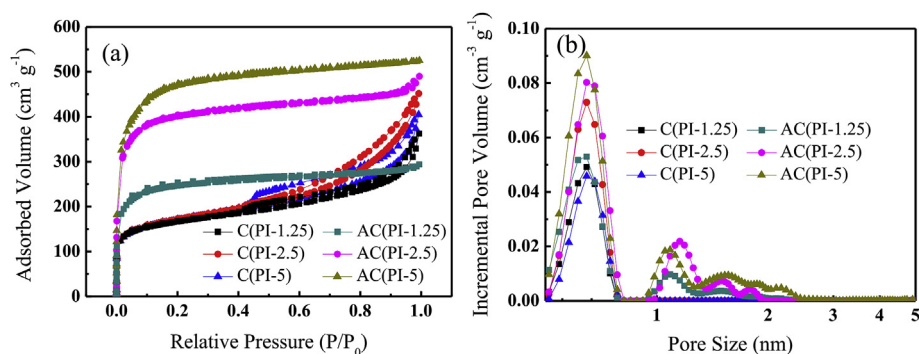 (a)
Adsorbed Volume (cm³ g⁻¹)
600
500
400
300
200
100
0
C(PI-1.25) AC(PI-1.25)
C(PI-2.5) AC(PI-2.5)
C(PI-5) AC(PI-5)
0.0 0.2 0.4 0.6 0.8 1.0
Relative Pressure (P/P₀)
(b)
Incremental Pore Volume (cm⁻³ g⁻¹)
0.10
0.08
0.06
0.04
0.02
0.00
C(PI-1.25) AC(PI-1.25)
C(PI-2.5) AC(PI-2.5)
C(PI-5) AC(PI-5)
1 2 3 4 5
Pore Size (nm)